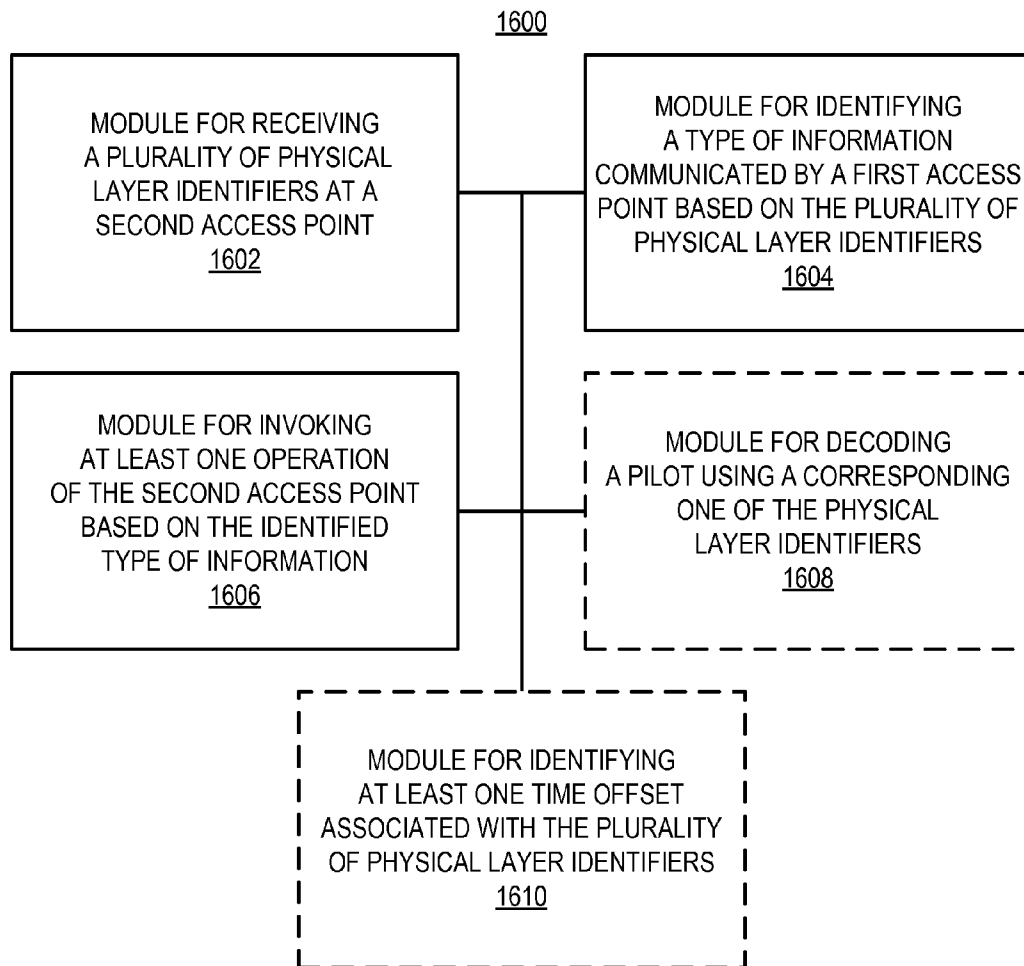 1600
MODULE FOR RECEIVING
A PLURALITY OF PHYSICAL
LAYER IDENTIFIERS AT A
SECOND ACCESS POINT
1602
MODULE FOR IDENTIFYING
A TYPE OF INFORMATION
COMMUNICATED BY A FIRST ACCESS
POINT BASED ON THE PLURALITY OF
PHYSICAL LAYER IDENTIFIERS
1604
MODULE FOR INVOKING
AT LEAST ONE OPERATION
OF THE SECOND ACCESS POINT
BASED ON THE IDENTIFIED
TYPE OF INFORMATION
1606
MODULE FOR DECODING
A PILOT USING A CORRESPONDING
ONE OF THE PHYSICAL
LAYER IDENTIFIERS
1608
MODULE FOR IDENTIFYING
AT LEAST ONE TIME OFFSET
ASSOCIATED WITH THE PLURALITY
OF PHYSICAL LAYER IDENTIFIERS
1610